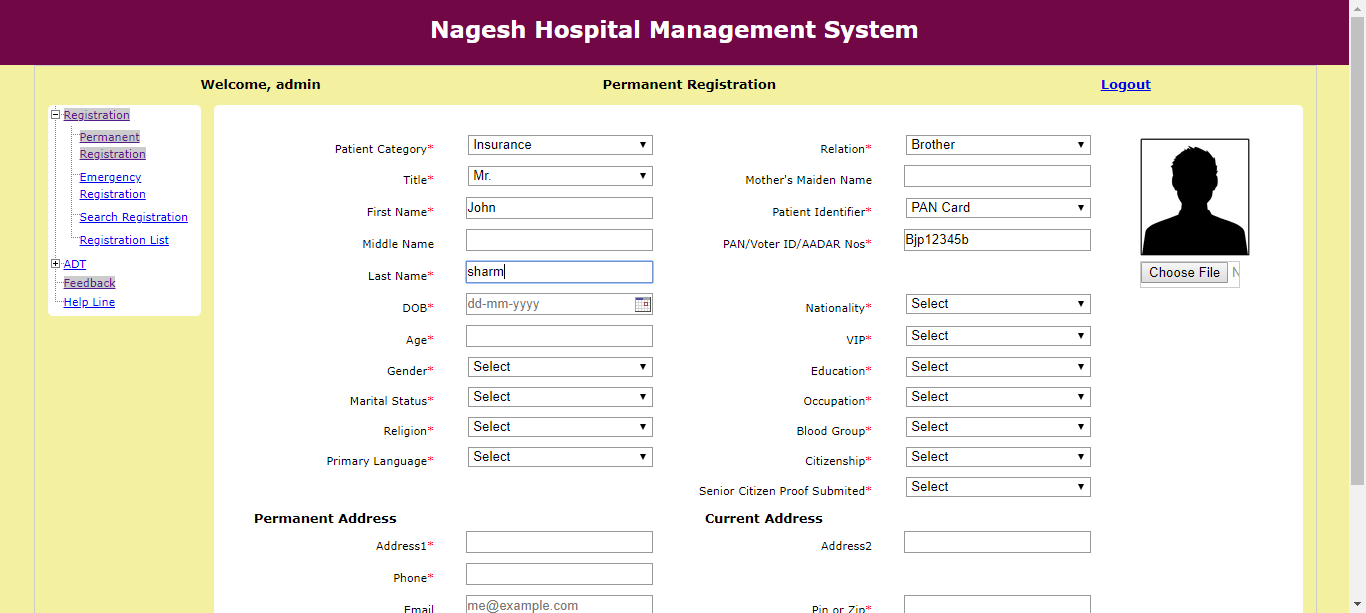 Nagesh Hospital Management System
Welcome, admin Permanent Registration Logout
Registration
Permanent
Registration
Emergency
Registration
Search Registration
Registration List
ADT
Feedback
Help Line
Patient Category* Insurance Relation* Brother
Title* Mr. Mother's Maiden Name
First Name* John Patient Identifier* PAN Card
Middle Name PAN/Voter ID/AADAR Nos* Bjp12345b
Last Name* sharm Choose File N
DOB* dd-mm-yyyy Nationality* Select
Age* VIP* Select
Gender* Select Education* Select
Marital Status* Select Occupation* Select
Religion* Select Blood Group* Select
Primary Language* Select Citizenship* Select
Senior Citizen Proof Submited* Select
Permanent Address Current Address
Address1* Address2
Phone*
Email me@example.com Pin or Zip*